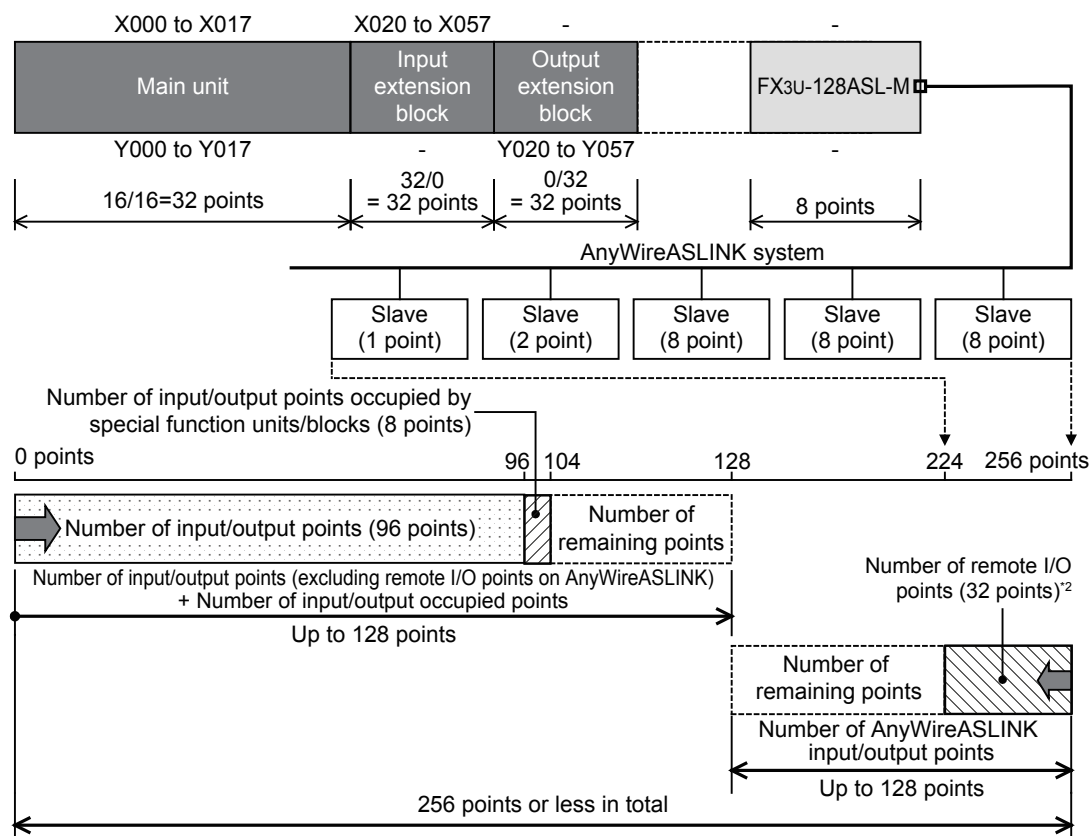 X000 to X017 X020 to X057 - -
Main unit
Input
extension
block
Output
extension
block
FX3U-128ASL-M
Y000 to Y017 - Y020 to Y057 -
16/16=32 points
32/0
= 32 points
0/32
= 32 points
8 points
AnyWireASLINK system
Slave
(1 point)
Slave
(2 point)
Slave
(8 point)
Slave
(8 point)
Slave
(8 point)
Number of input/output points occupied by
special function units/blocks (8 points)
0 points 96 104 128 224 256 points
Number of input/output points (96 points)
Number of
remaining points
Number of input/output points (excluding remote I/O points on AnyWireASLINK)
+ Number of input/output occupied points
Up to 128 points
Number of remote I/O
points (32 points)*2
Number of
remaining points
Number of AnyWireASLINK
input/output points
Up to 128 points
256 points or less in total